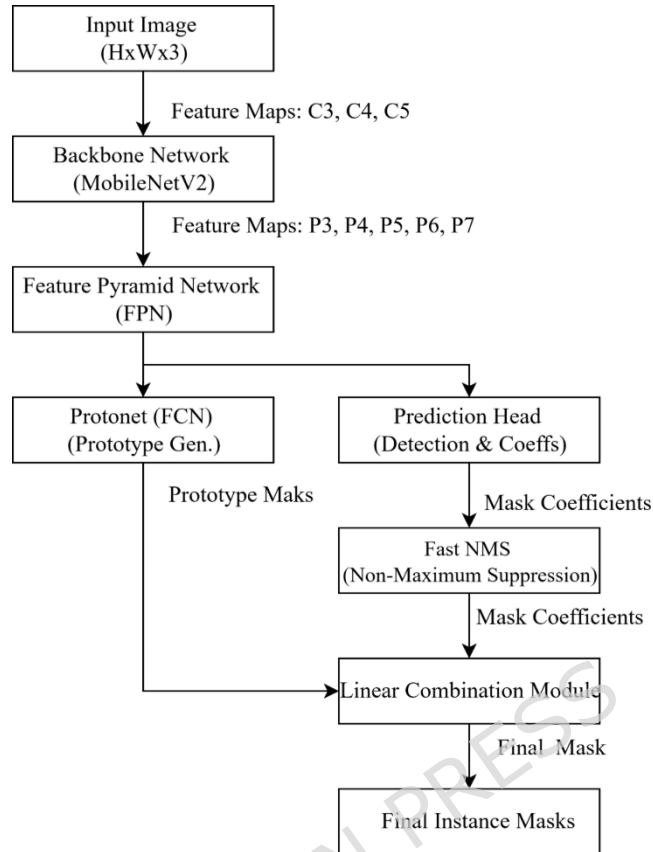 Input Image
(HxWx3)
Feature Maps: C3, C4, C5
Backbone Network
(MobileNetV2)
Feature Maps: P3, P4, P5, P6, P7
Feature Pyramid Network
(FPN)
Protonet (FCN)
(Prototype Gen.)
Prediction Head
(Detection & Coeffs)
Prototype Maks
Mask Coefficients
Fast NMS
(Non-Maximum Suppression)
Mask Coefficients
Linear Combination Module
Final Mask
Final Instance Masks
N PRESS